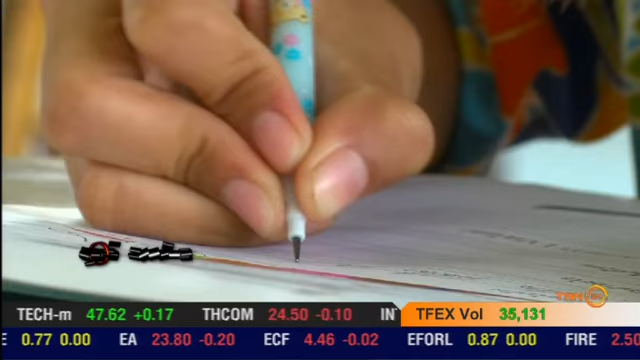 TECH-m 47.62 +0.17 THCOM 24.50 -0.10 IN
TFEX Vol 35,131
E 0.77 0.00 EA 23.80 -0.20 ECF 4.46 -0.02 EFORL 0.87 0.00 FIRE 2.50